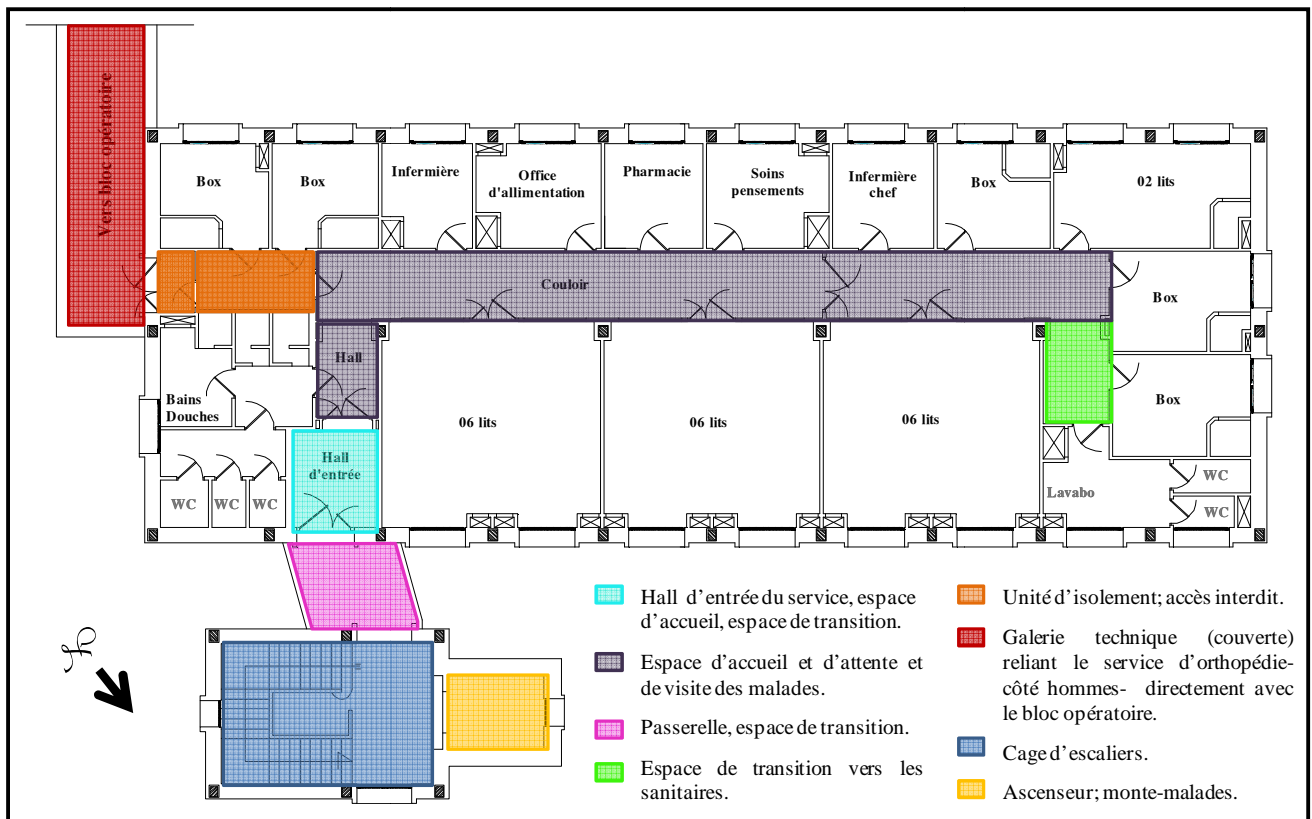 Vers bloc opératoire
Box
Box
Infermière
Office
d'allimentation
Pharmacie
Soins
pensements
Infermière
chef
Box
02 lits
Couloir
Box
Hall
Bains
Douches
06 lits
06 lits
06 lits
Box
Hall
d'entrée
WC
WC
WC
Lavabo
WC
WC
Hall d'entrée du service, espace
d'accueil, espace de transition.
Espace d'accueil et d'attente et
de visite des malades.
Passerelle, espace de transition.
Espace de transition vers les
sanitaires.
Unité d'isolement; accès interdit.
Galerie technique (couverte)
reliant le service d'orthopédie-
côté hommes- directement avec
le bloc opératoire.
Cage d'escaliers.
Ascenseur; monte-malades.